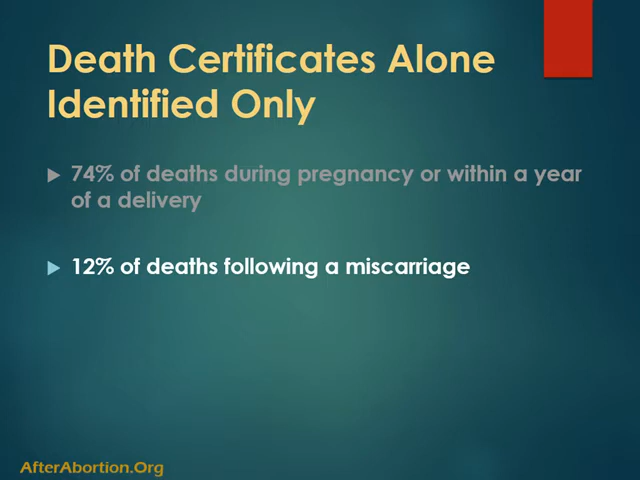 Death Certificates Alone
Identified Only
74% of deaths during pregnancy or within a year
of a delivery
12% of deaths following a miscarriage
AfterAbortion.Org